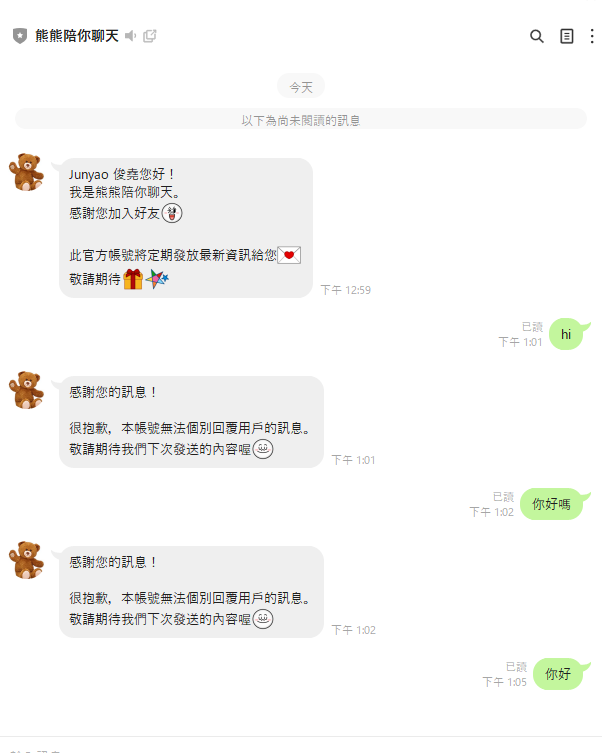 熊熊陪你聊天
今天
以下為尚未閱讀的訊息
Junyao 俊堯您好！
我是熊熊陪你聊天。
感謝您加入好友
此官方帳號將定期發放最新資訊給您
敬請期待
下午 12:59
已讀
下午 1:01
hi
感謝您的訊息！
很抱歉，本帳號無法個別回覆用戶的訊息。
敬請期待我們下次發送的內容喔
下午 1:01
已讀
下午 1:02
你好嗎
感謝您的訊息！
很抱歉，本帳號無法個別回覆用戶的訊息。
敬請期待我們下次發送的內容喔
下午 1:02
已讀
下午 1:05
你好